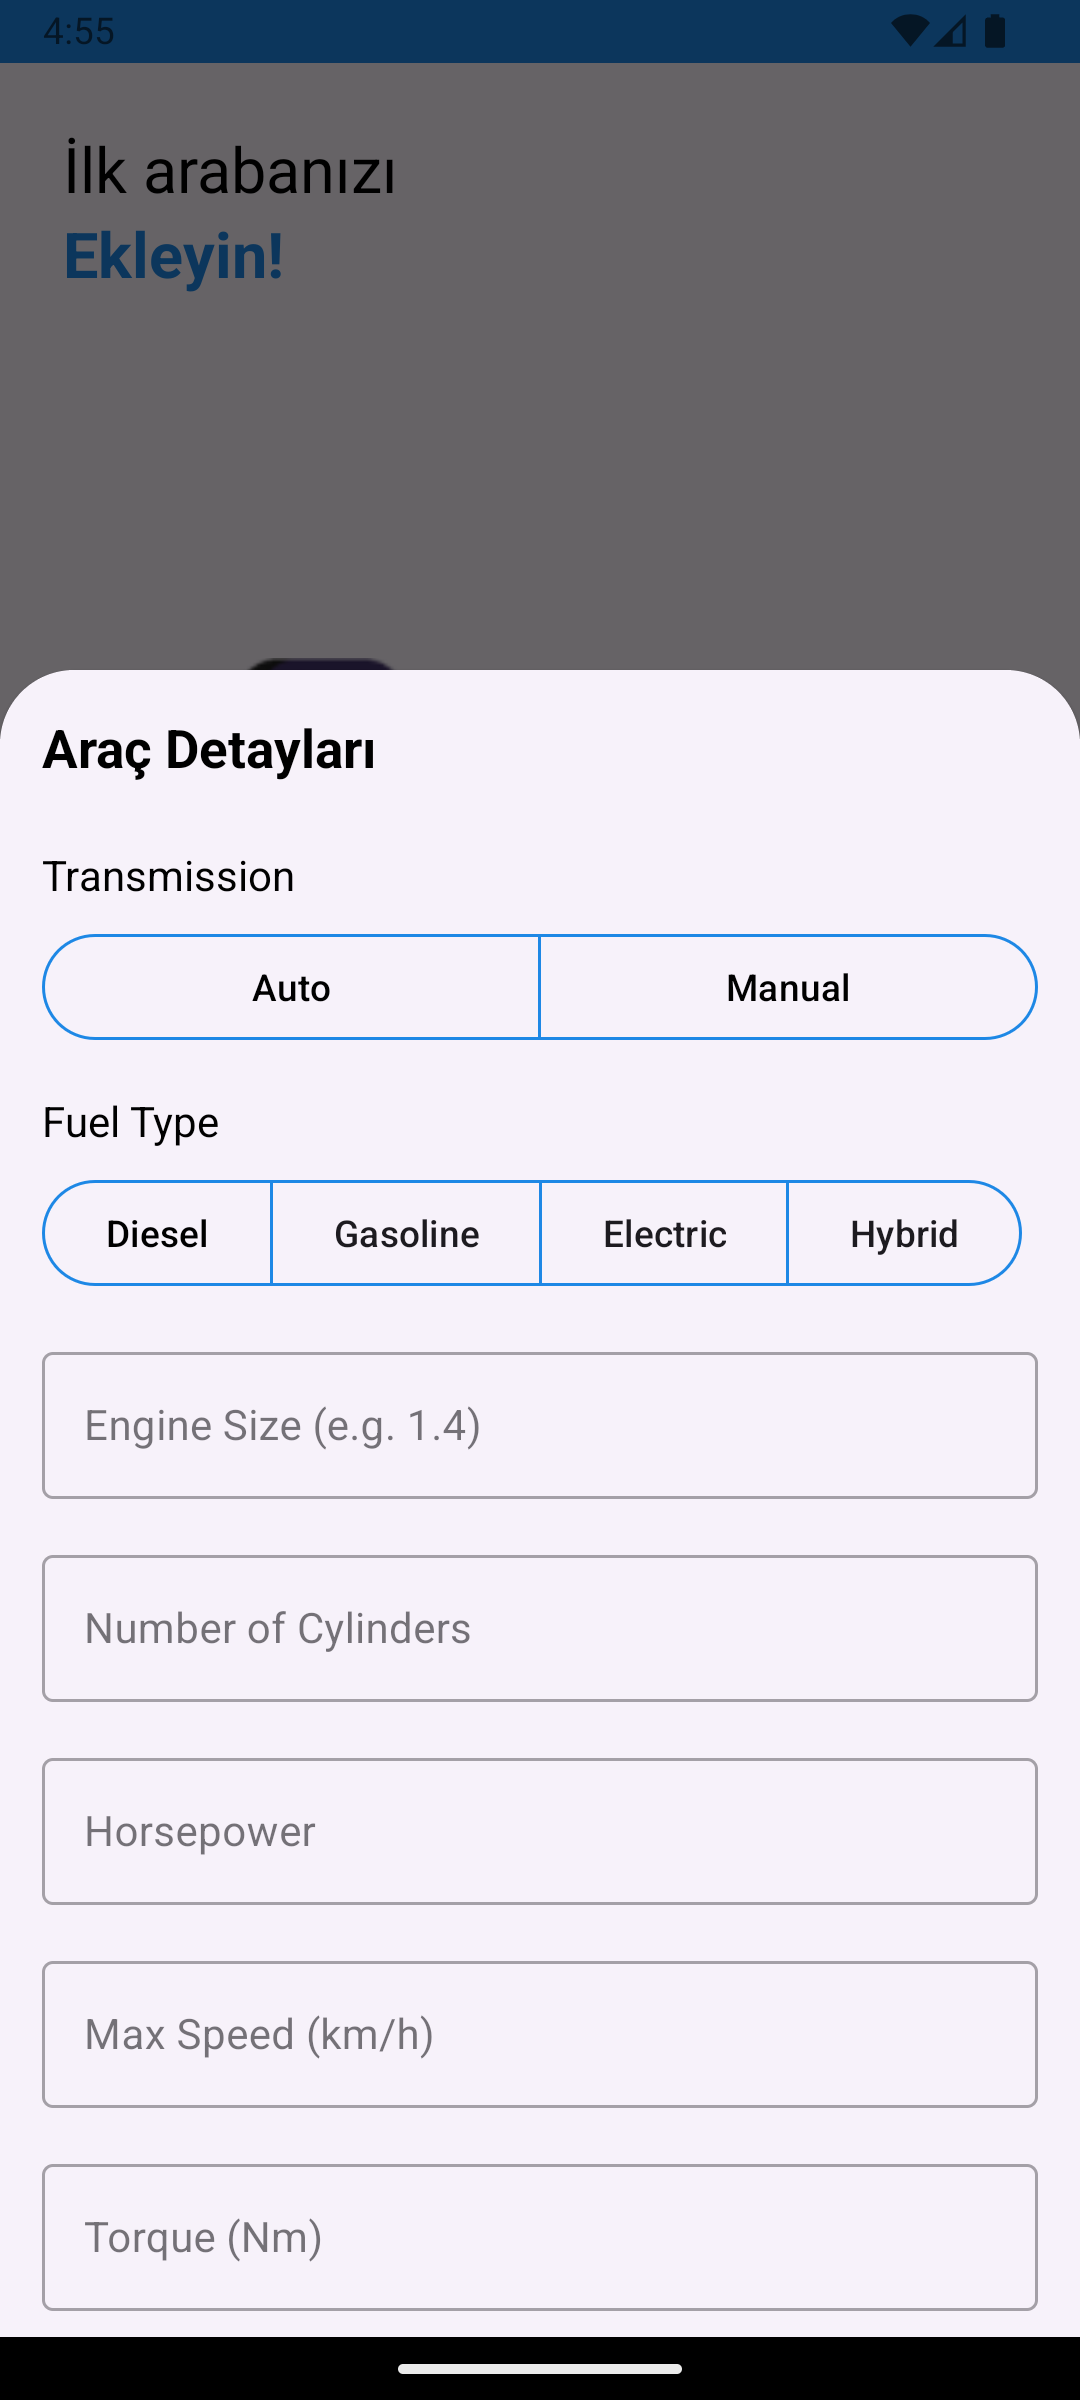 4:55
İlk arabanızı
Ekleyin!
Araç Detayları
Transmission
Auto Manual
Fuel Type
Diesel Gasoline Electric Hybrid
Engine Size (e.g. 1.4)
Number of Cylinders
Horsepower
Max Speed (km/h)
Torque (Nm)